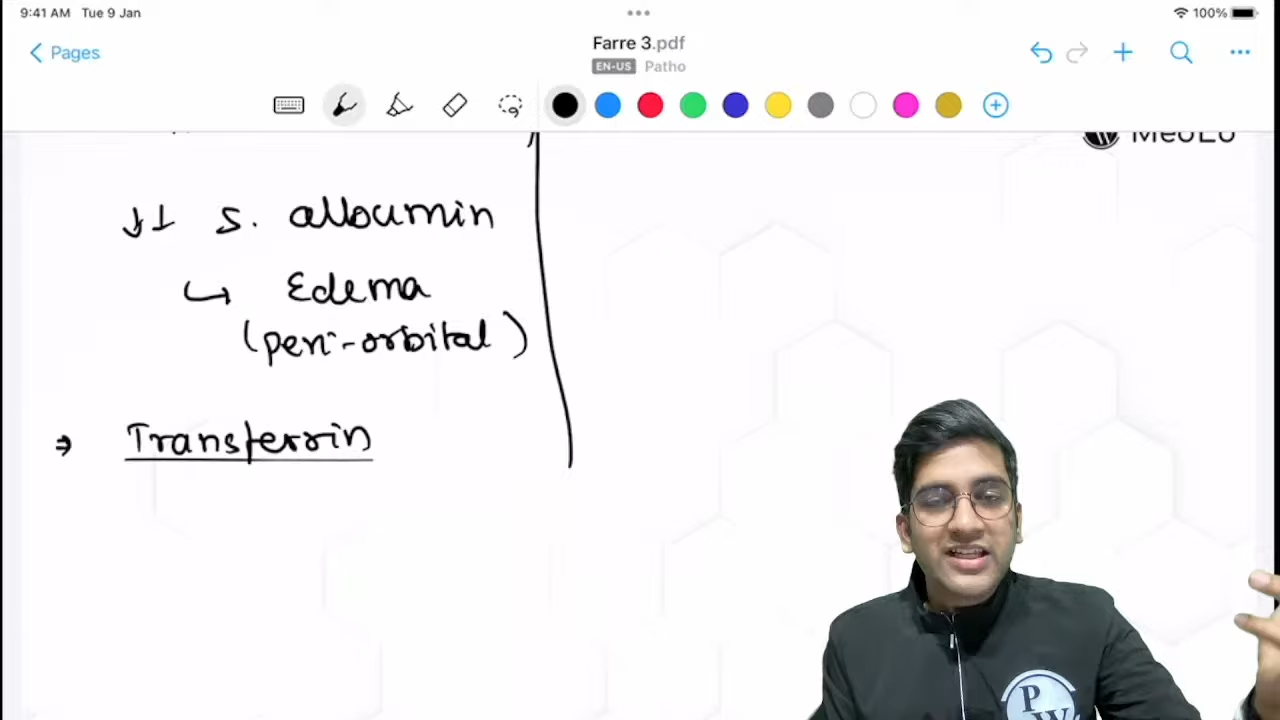 9:41 AM Tue 9 Jan
100%
Pages
Farre 3.pdf
EN-US Patho
MedEd
↓↓ S. albumin
↳ Edema
(peri-orbital)
⇒ Transferrin
P
W